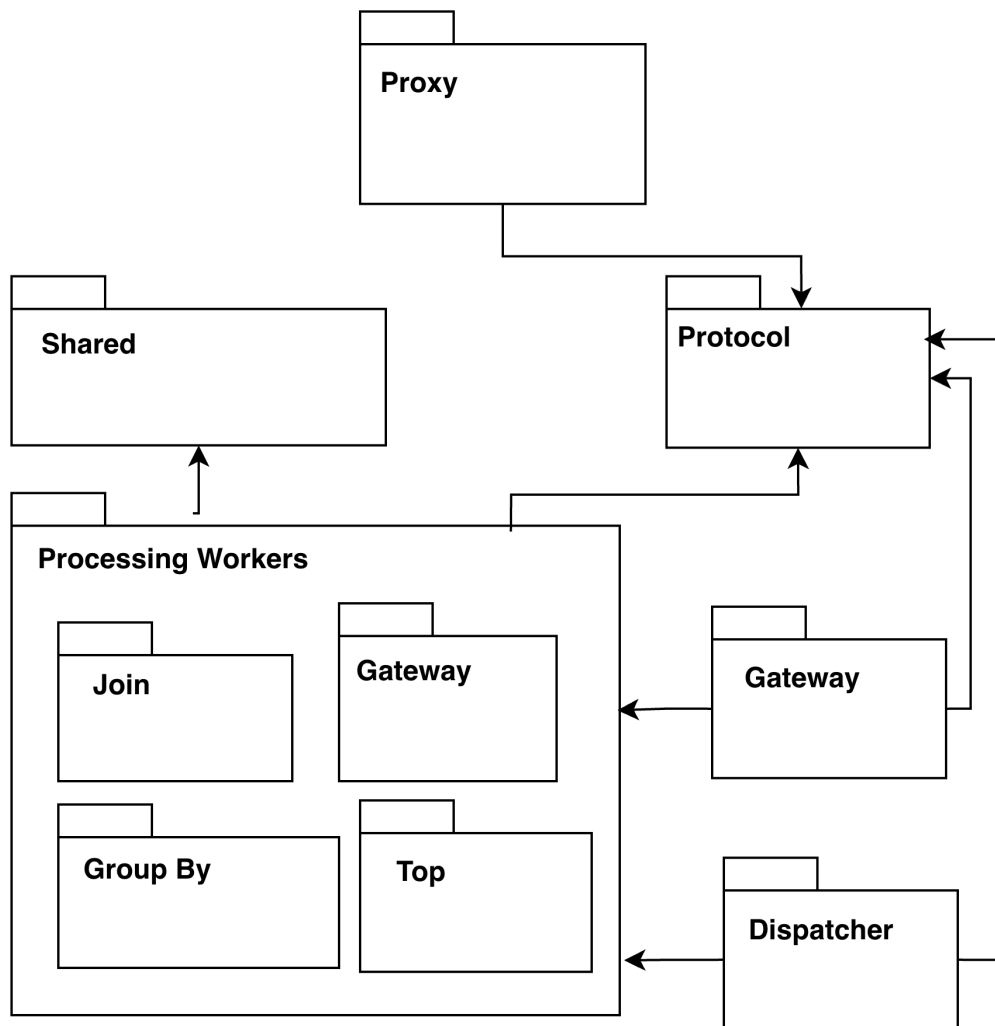 Proxy
Shared
Protocol
Processing Workers
Join
Gateway
Gateway
Group By
Top
Dispatcher